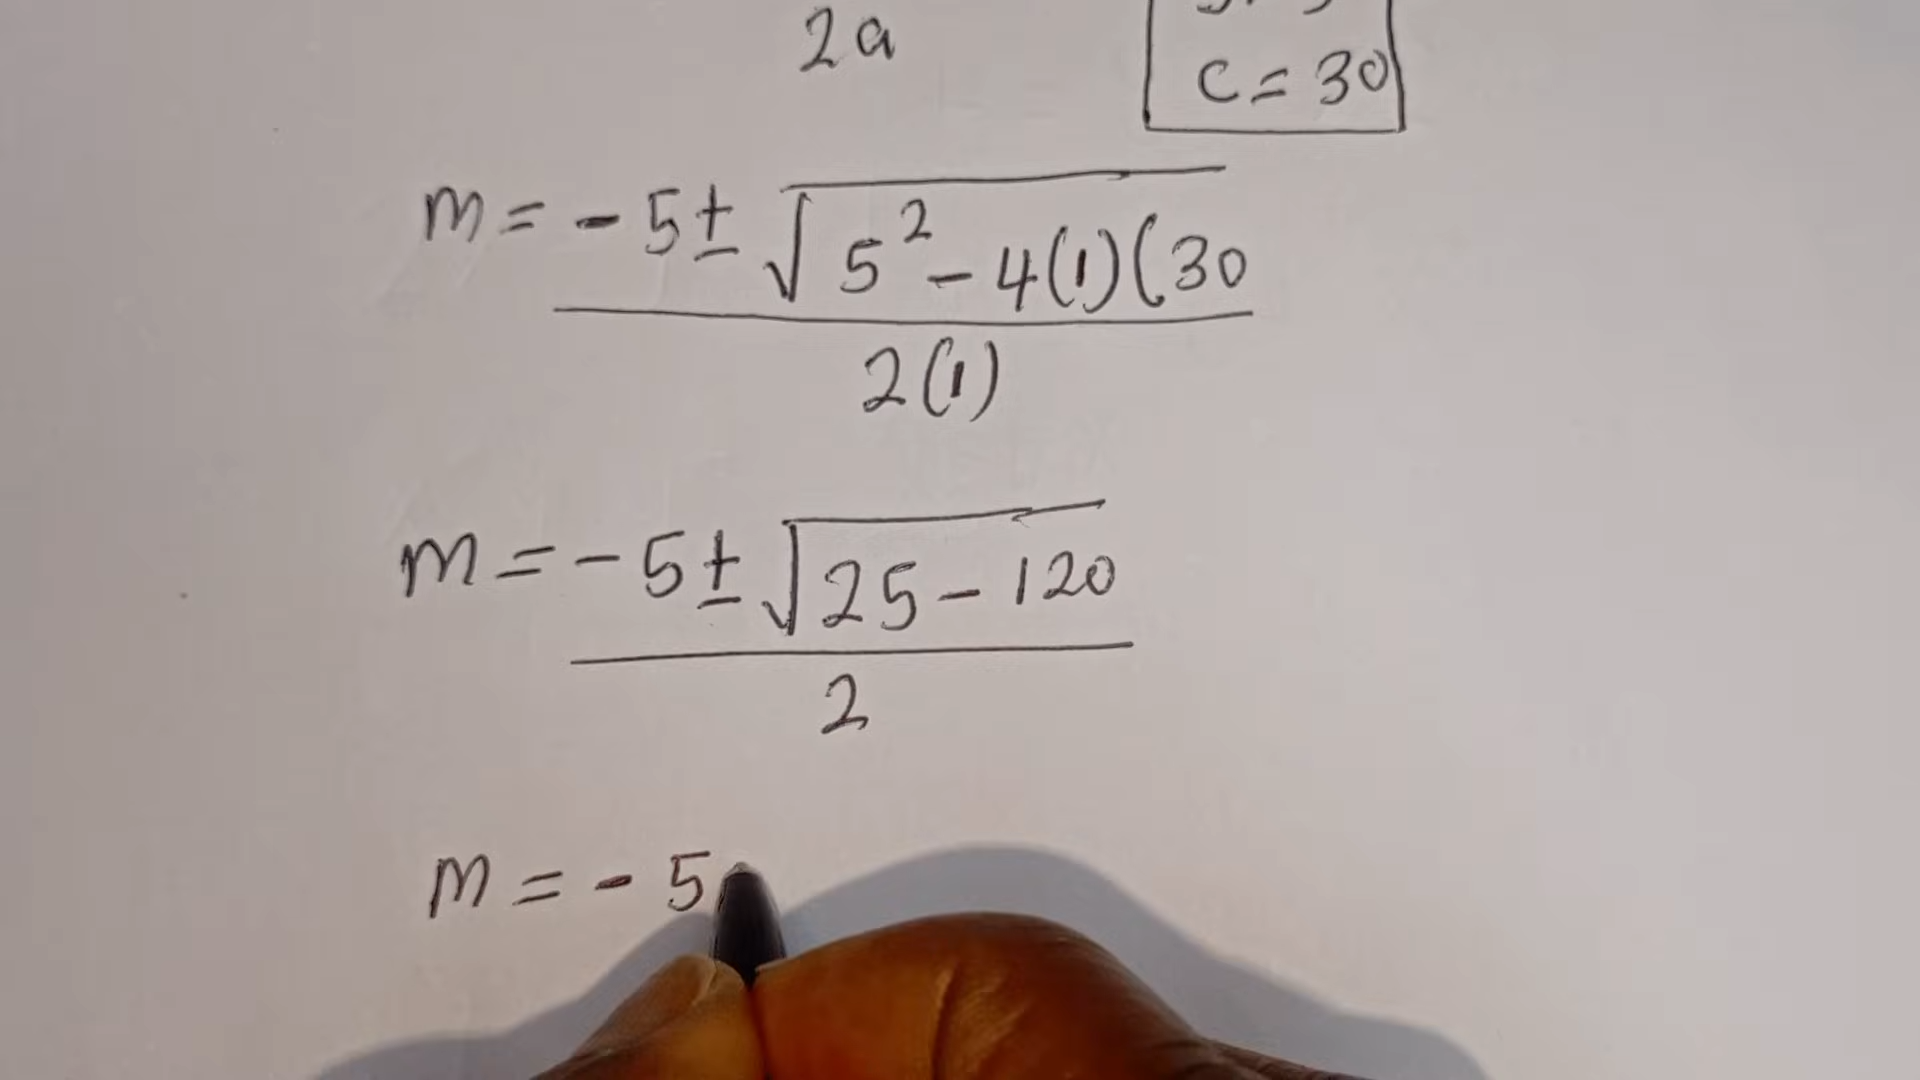 2a
c = 30
m = - 5 ± √5² - 4(1)(30
2(1)
m = - 5 ± √25 - 120
2
m = - 5